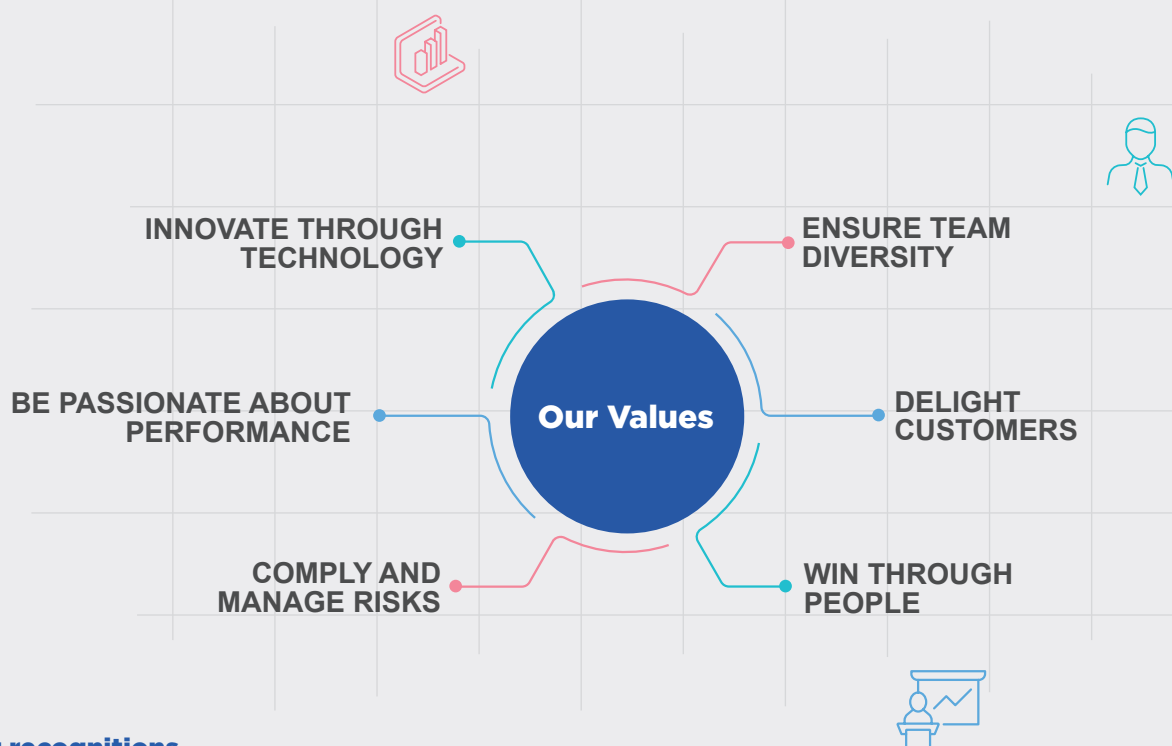 INNOVATE THROUGH
TECHNOLOGY
ENSURE TEAM
DIVERSITY
BE PASSIONATE ABOUT
PERFORMANCE
Our Values
DELIGHT
CUSTOMERS
COMPLY AND
MANAGE RISKS
WIN THROUGH
PEOPLE
recognitions